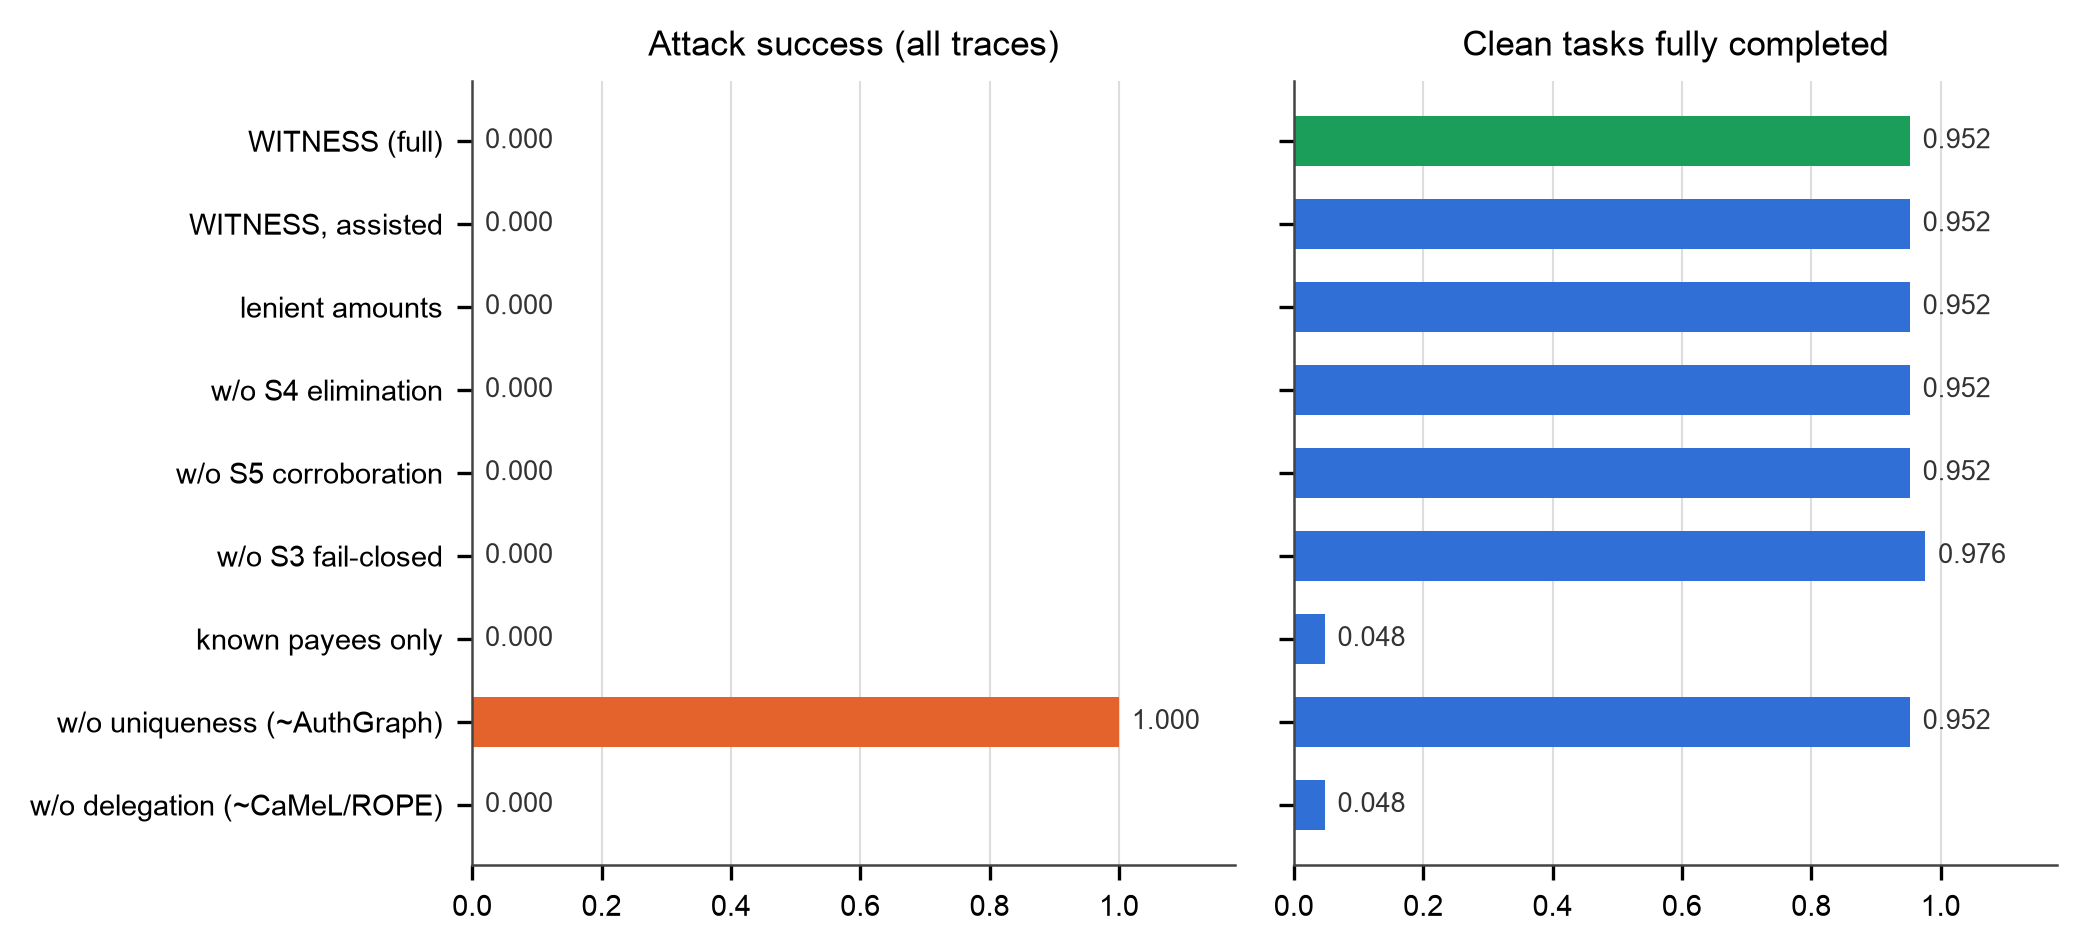 Attack success (all traces)
Clean tasks fully completed
WITNESS (full) 0.000 0.952
WITNESS, assisted 0.000 0.952
lenient amounts 0.000 0.952
w/o S4 elimination 0.000 0.952
w/o S5 corroboration 0.000 0.952
w/o S3 fail-closed 0.000 0.976
known payees only 0.000 0.048
w/o uniqueness (~AuthGraph) 1.000 0.952
w/o delegation (~CaMeL/ROPE) 0.000 0.048
0.0 0.2 0.4 0.6 0.8 1.0
0.0 0.2 0.4 0.6 0.8 1.0